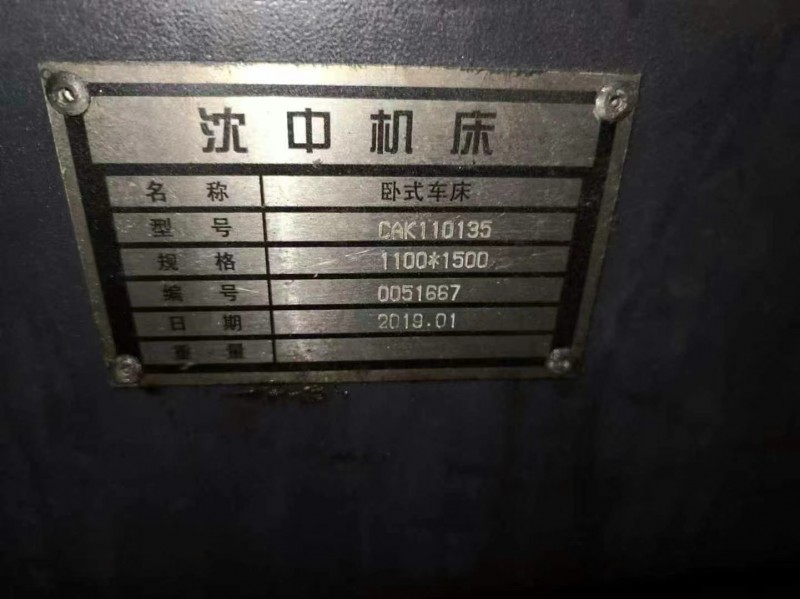 沈中机床
名称 卧式车床
型号 CAK110135
规格 1100*1500
编号 0051667
日期 2019.01
重量